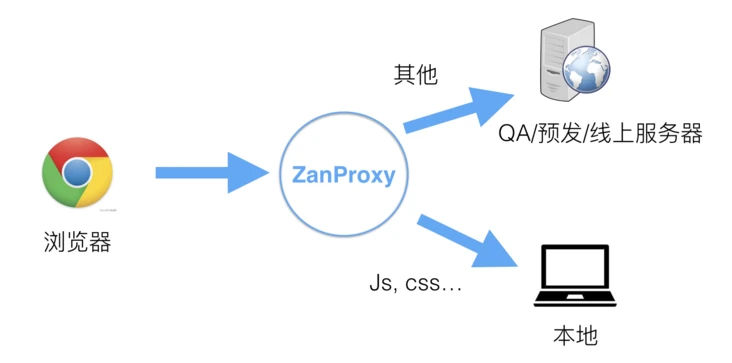 其他
QA/预发/线上服务器
ZanProxy
浏览器
Js, css...
本地